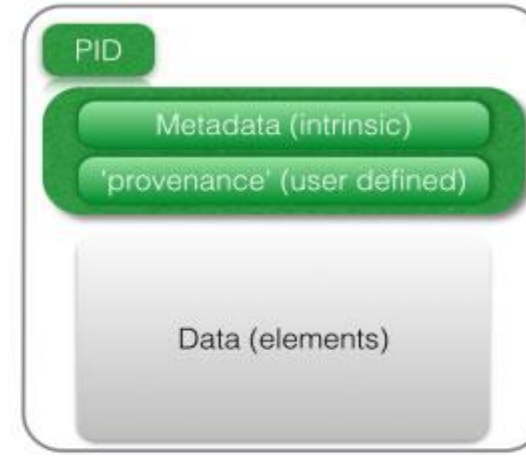 PID
Metadata (intrinsic)
'provenance' (user defined)
Data (elements)